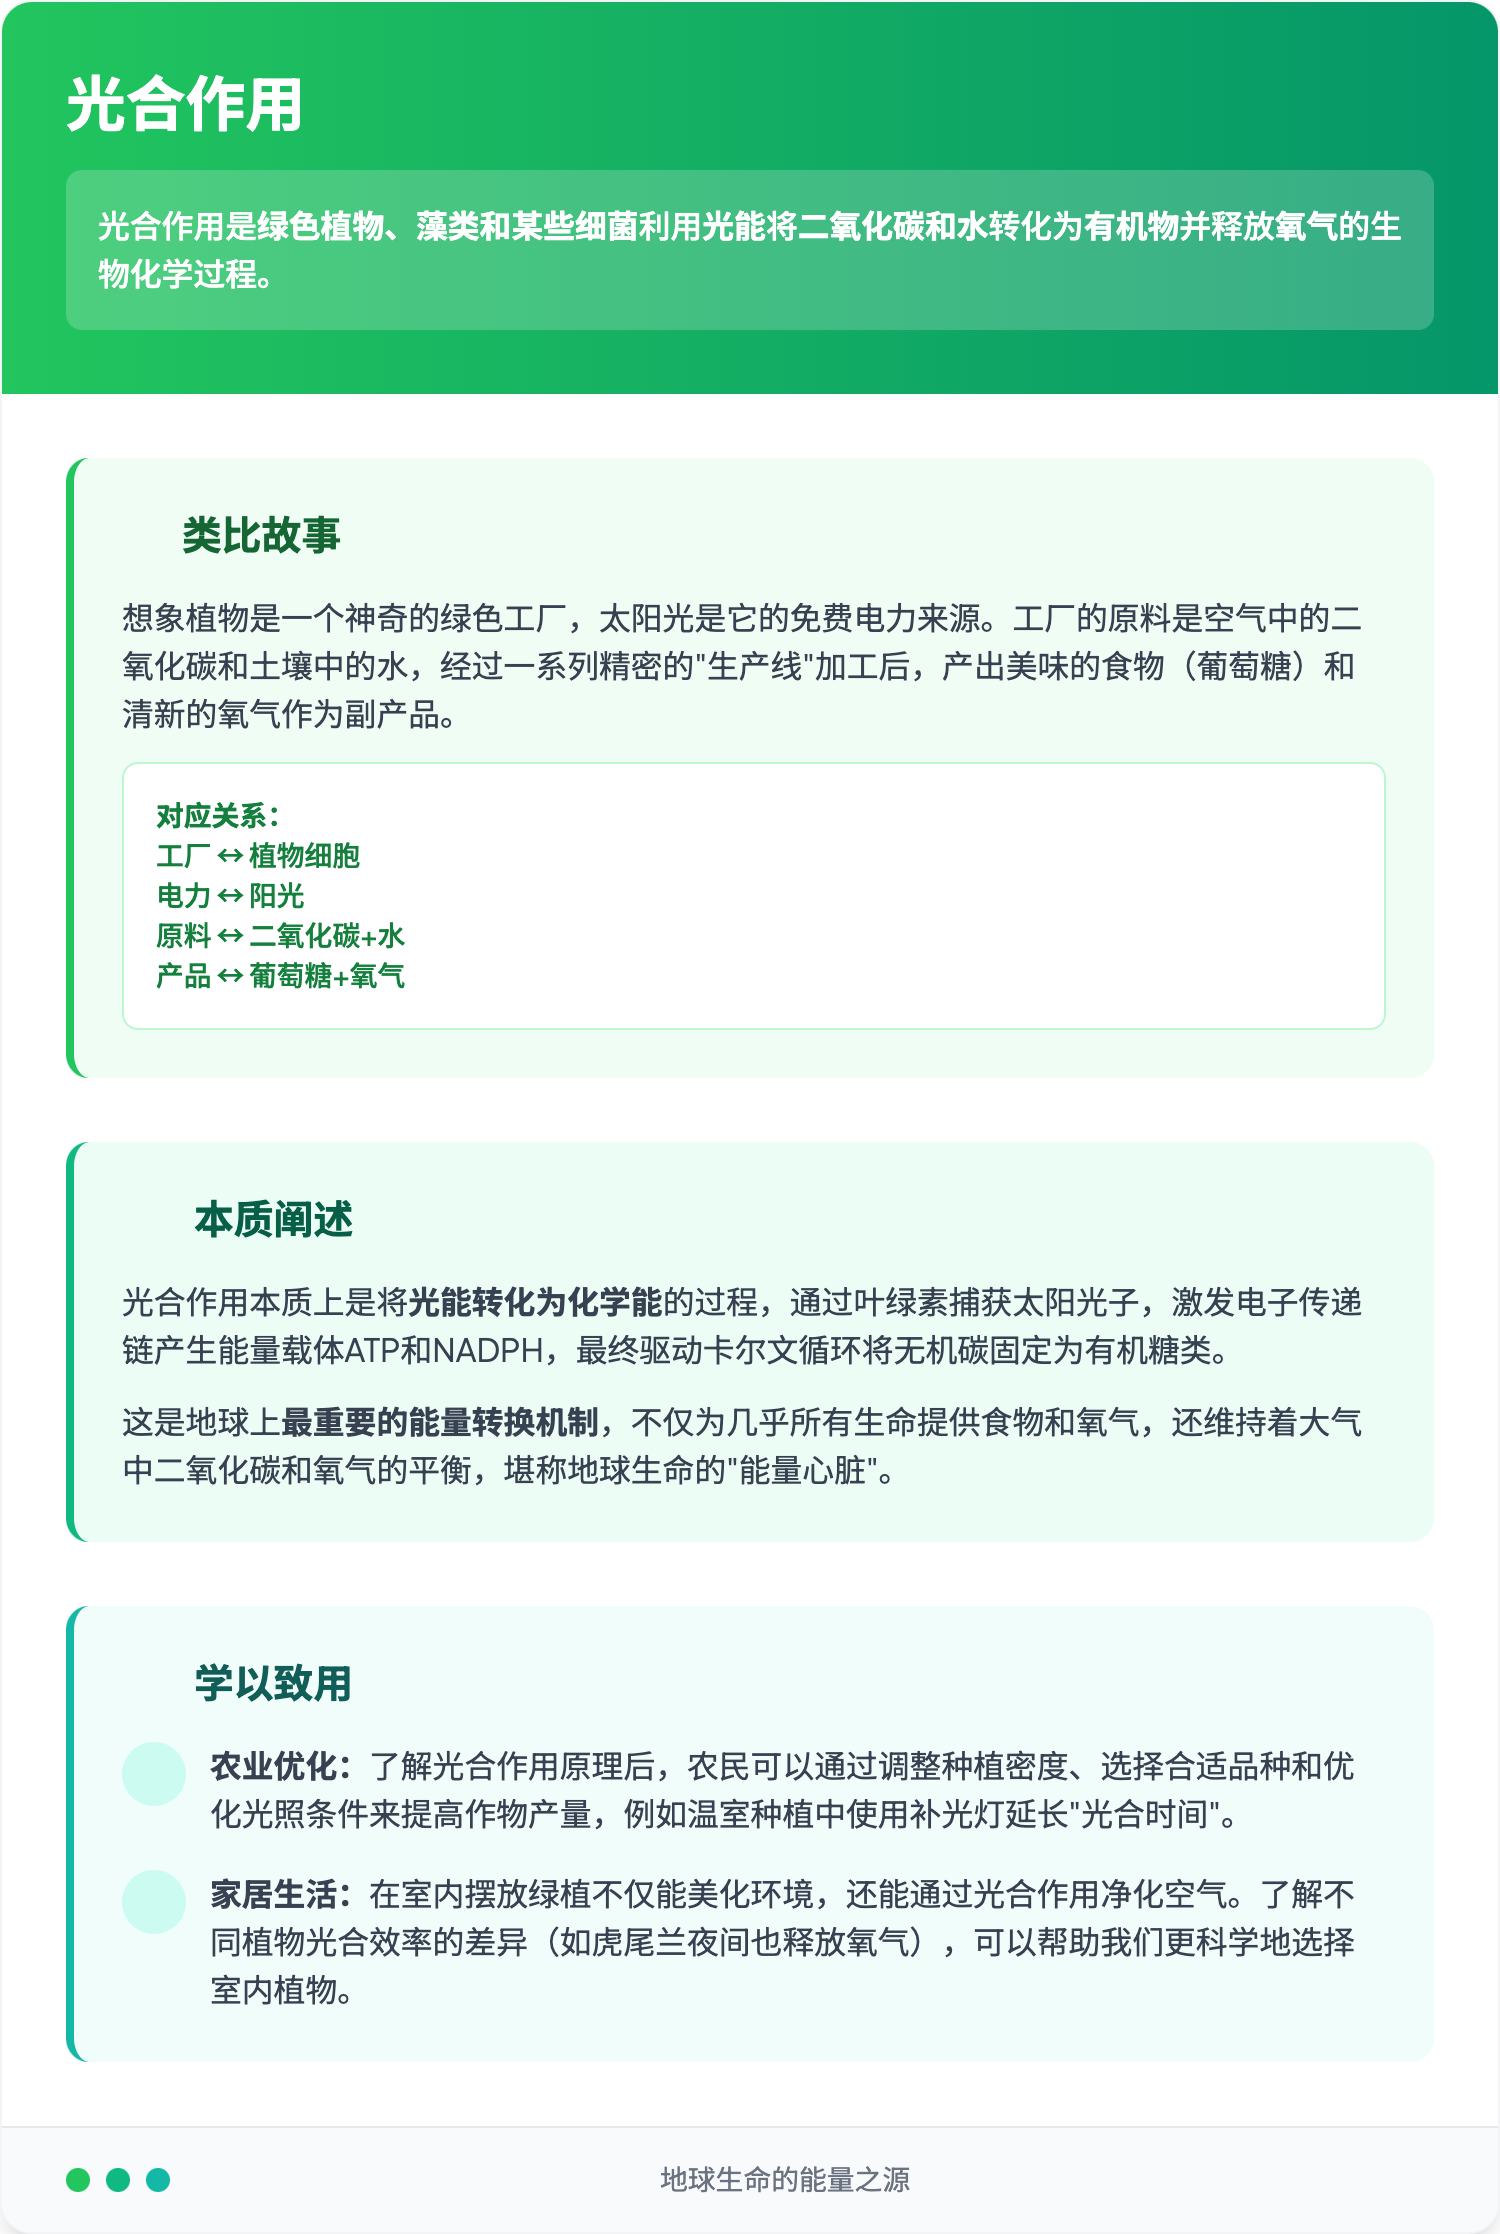 光合作用
光合作用是绿色植物、藻类和某些细菌利用光能将二氧化碳和水转化为有机物并释放氧气的生
物化学过程。
类比故事
想象植物是一个神奇的绿色工厂，太阳光是它的免费电力来源。工厂的原料是空气中的二
氧化碳和土壤中的水，经过一系列精密的"生产线"加工后，产出美味的食物（葡萄糖）和
清新的氧气作为副产品。
对应关系：
工厂 ↔ 植物细胞
电力 ↔ 阳光
原料 ↔ 二氧化碳+水
产品 ↔ 葡萄糖+氧气
本质阐述
光合作用本质上是将光能转化为化学能的过程，通过叶绿素捕获太阳光子，激发电子传递
链产生能量载体ATP和NADPH，最终驱动卡尔文循环将无机碳固定为有机糖类。
这是地球上最重要的能量转换机制，不仅为几乎所有生命提供食物和氧气，还维持着大气
中二氧化碳和氧气的平衡，堪称地球生命的"能量心脏"。
学以致用
农业优化：了解光合作用原理后，农民可以通过调整种植密度、选择合适品种和优
化光照条件来提高作物产量，例如温室种植中使用补光灯延长"光合时间"。
家居生活：在室内摆放绿植不仅能美化环境，还能通过光合作用净化空气。了解不
同植物光合效率的差异（如虎尾兰夜间也释放氧气），可以帮助我们更科学地选择
室内植物。
地球生命的能量之源